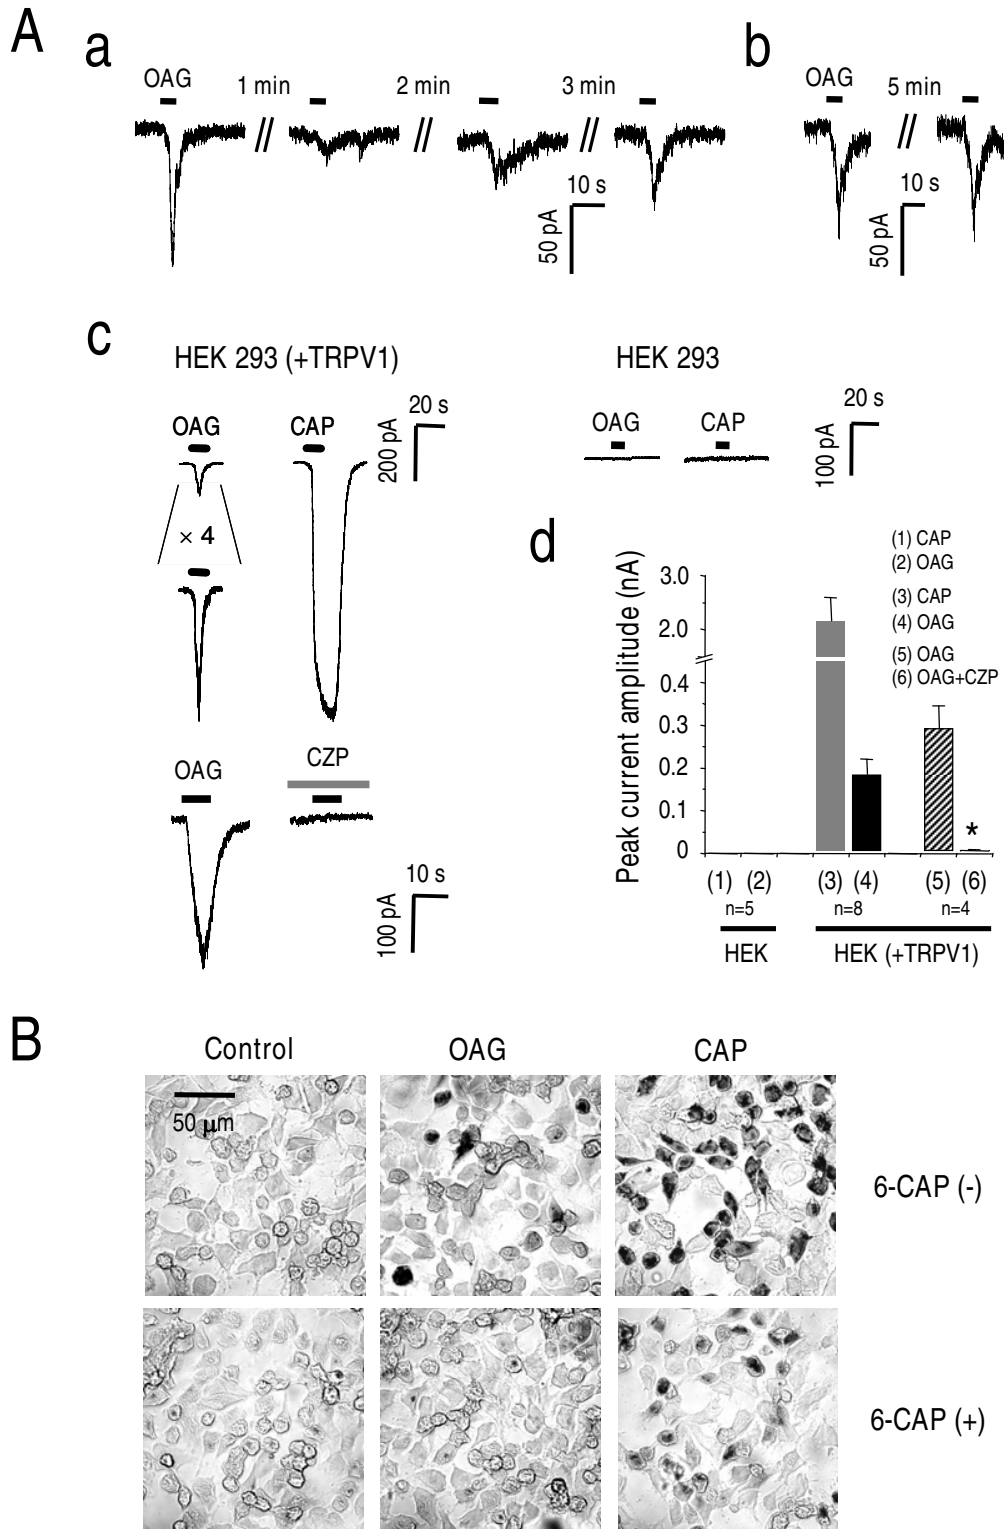 A
a
b
OAG
1 min
2 min
3 min
10 s
50 pA
OAG
5 min
10 s
50 pA
c
HEK 293 (+TRPV1)
HEK 293
OAG
CAP
20 s
200 pA
× 4
OAG
CAP
20 s
100 pA
OAG
CZP
10 s
100 pA
d
(1) CAP
(2) OAG
(3) CAP
(4) OAG
(5) OAG
(6) OAG+CZP
Peak current amplitude (nA)
3.0
2.0
0.4
0.3
0.2
0.1
0
*
(1) (2) (3) (4) (5) (6)
n=5 n=8 n=4
HEK HEK (+TRPV1)
B
Control OAG CAP
50 µm
6-CAP (-)
6-CAP (+)